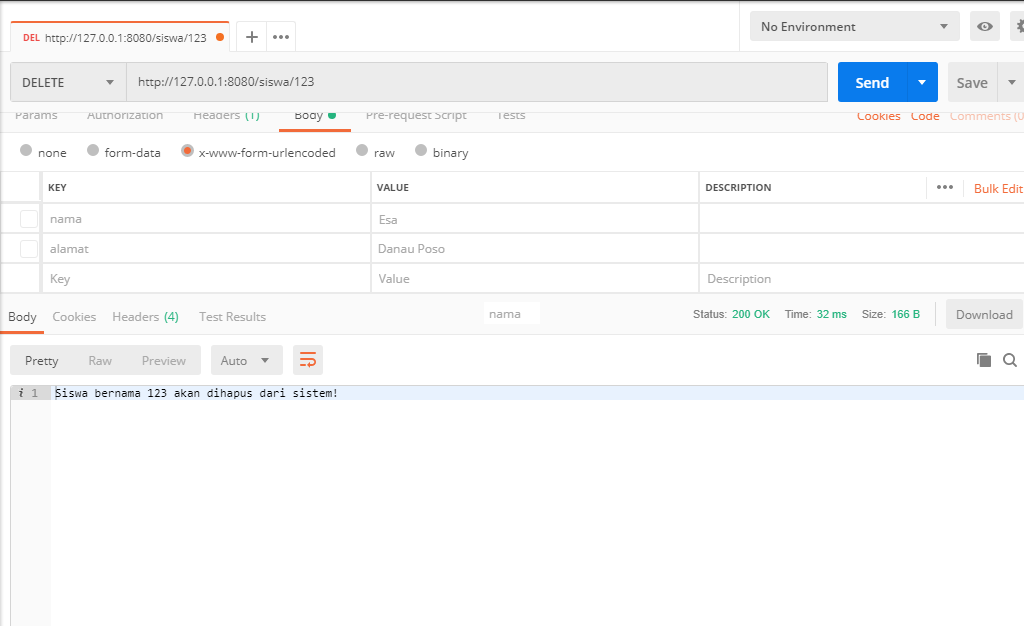 DEL http://127.0.0.1:8080/siswa/123
No Environment
DELETE http://127.0.0.1:8080/siswa/123 Send Save
Params Authorization Headers (1) Body Pre-request Script Tests Cookies Code Comments (0
none form-data x-www-form-urlencoded raw binary
KEY VALUE DESCRIPTION Bulk Edit
nama Esa
alamat Danau Poso
Key Value Description
Body Cookies Headers (4) Test Results nama Status: 200 OK Time: 32 ms Size: 166 B Download
Pretty Raw Preview Auto
i 1 Siswa bernama 123 akan dihapus dari sistem!